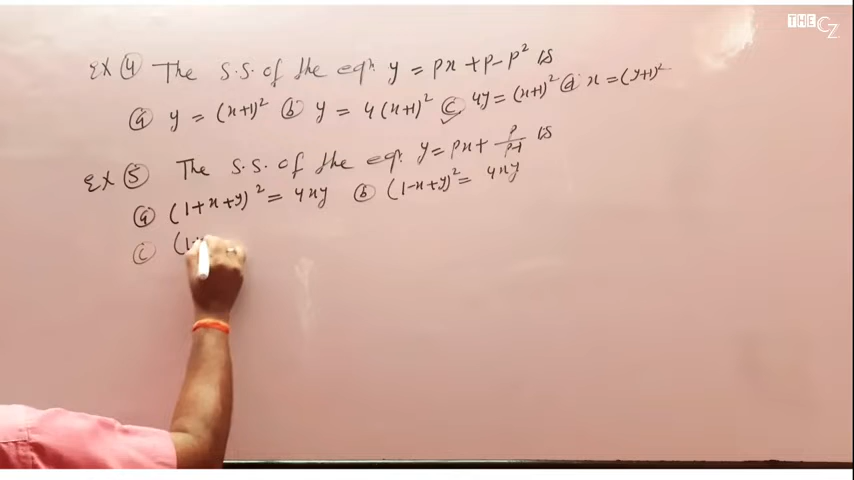 THE CZ
Ex ④ The S.S. of the eqn. y = px + p - p² is
ⓐ y = (x+1)² ⓑ y = 4(x+1)² ⓒ 4y = (x+1)² ⓓ x = (y+1)²
Ex ⑤ The S.S. of the eqn. y = px + p/p-1 is
ⓐ (1+x+y)² = 4xy ⓑ (1-x+y)² = 4xy
ⓒ (1